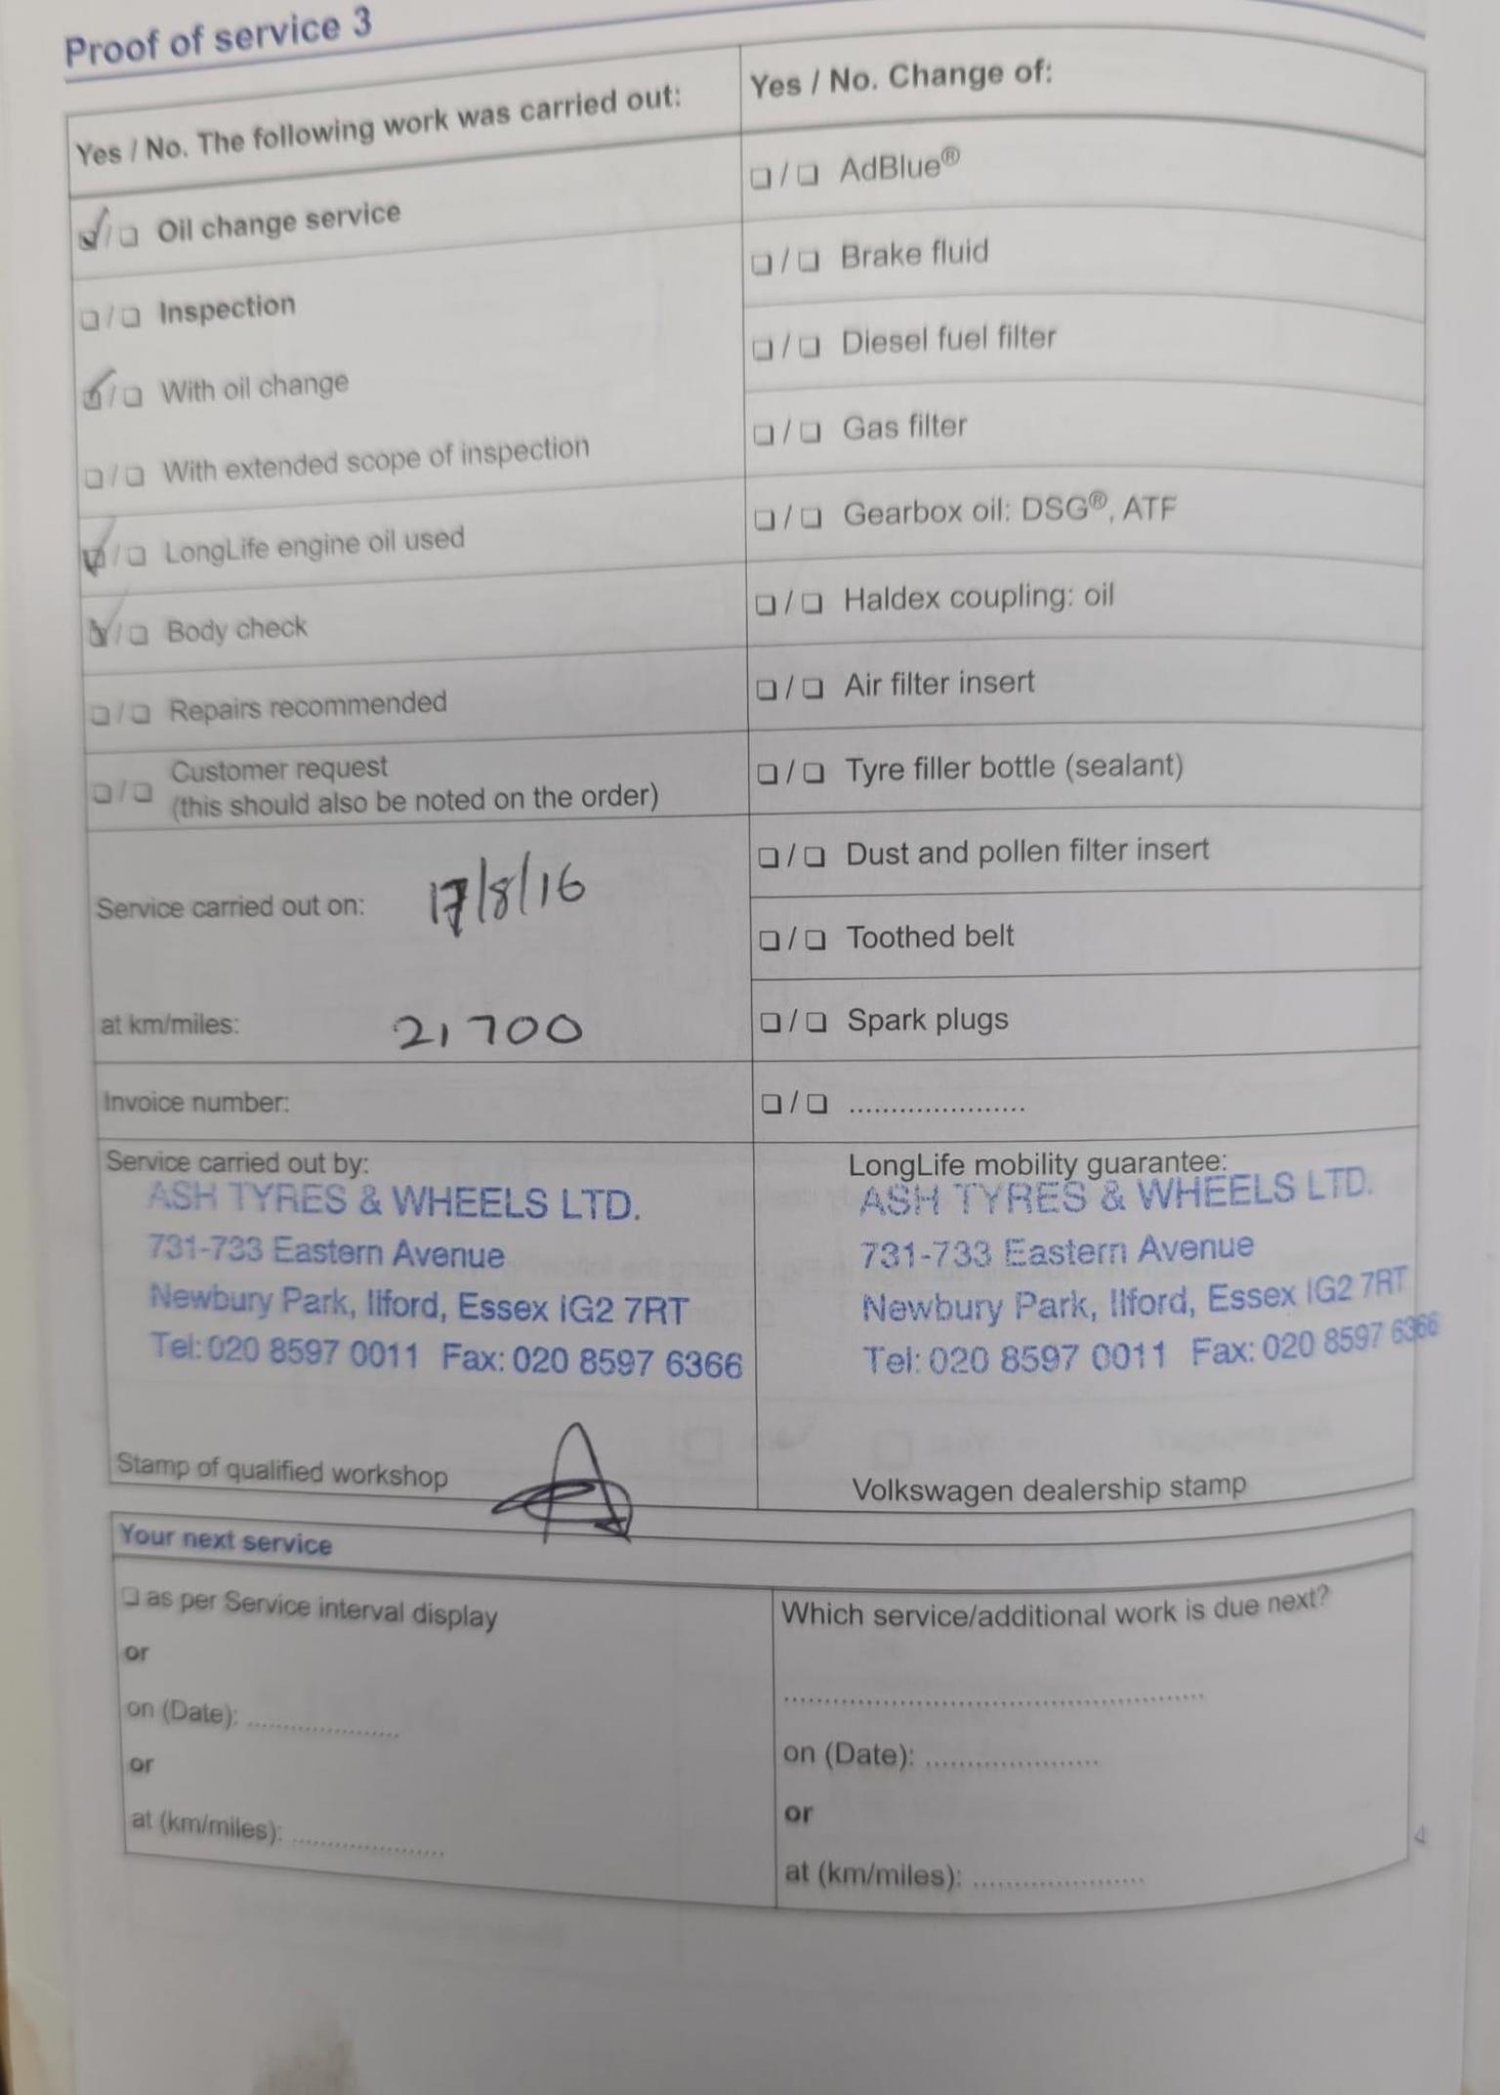 Proof of service 3
Yes / No. The following work was carried out:
☑/❏ Oil change service
❏/❏ Inspection
☑/❏ With oil change
❏/❏ With extended scope of inspection
☑/❏ LongLife engine oil used
☑/❏ Body check
❏/❏ Repairs recommended
❏/❏ Customer request
(this should also be noted on the order)
Service carried out on: 17/8/16
at km/miles: 21700
Invoice number:
Service carried out by:
ASH TYRES & WHEELS LTD.
731-733 Eastern Avenue
Newbury Park, Ilford, Essex IG2 7RT
Tel: 020 8597 0011 Fax: 020 8597 6366
Stamp of qualified workshop
Yes / No. Change of:
❏/❏ AdBlue®
❏/❏ Brake fluid
❏/❏ Diesel fuel filter
❏/❏ Gas filter
❏/❏ Gearbox oil: DSG®, ATF
❏/❏ Haldex coupling: oil
❏/❏ Air filter insert
❏/❏ Tyre filler bottle (sealant)
❏/❏ Dust and pollen filter insert
❏/❏ Toothed belt
❏/❏ Spark plugs
❏/❏ ......................
LongLife mobility guarantee:
ASH TYRES & WHEELS LTD.
731-733 Eastern Avenue
Newbury Park, Ilford, Essex IG2 7RT
Tel: 020 8597 0011 Fax: 020 8597 6366
Volkswagen dealership stamp
Your next service
❏ as per Service interval display
or
on (Date): ....................
or
at (km/miles): ....................
Which service/additional work is due next?
....................................................
on (Date): ......................
or
at (km/miles): ......................